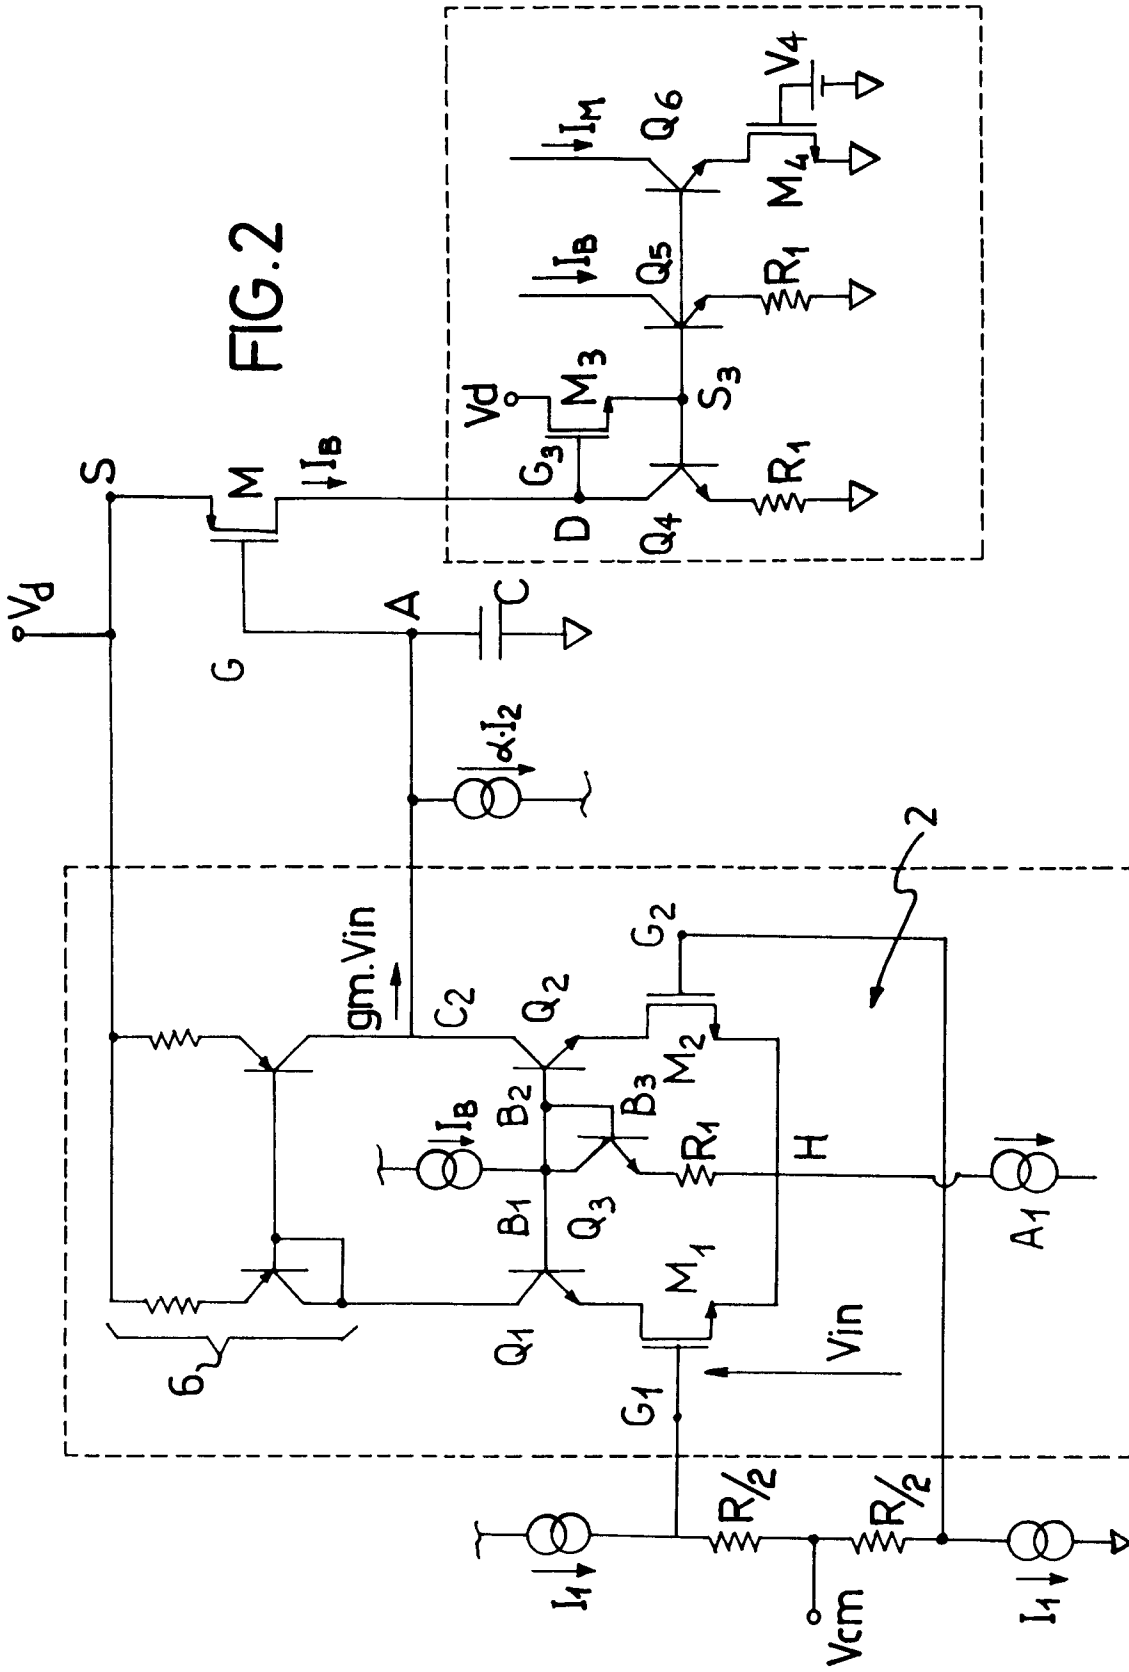 FIG.2
Vd
S
G
M
IB
A
C
D
α·I2
gm.Vin
C2
6
Q1
Q2
B1
B2
IB
Q3
B3
R1
M1
M2
G1
G2
H
Vin
A1
2
I1
R/2
R/2
Vcm
I1
Vd
G3
M3
S3
Q4
R1
IB
Q5
R1
IM
Q6
M4
V4